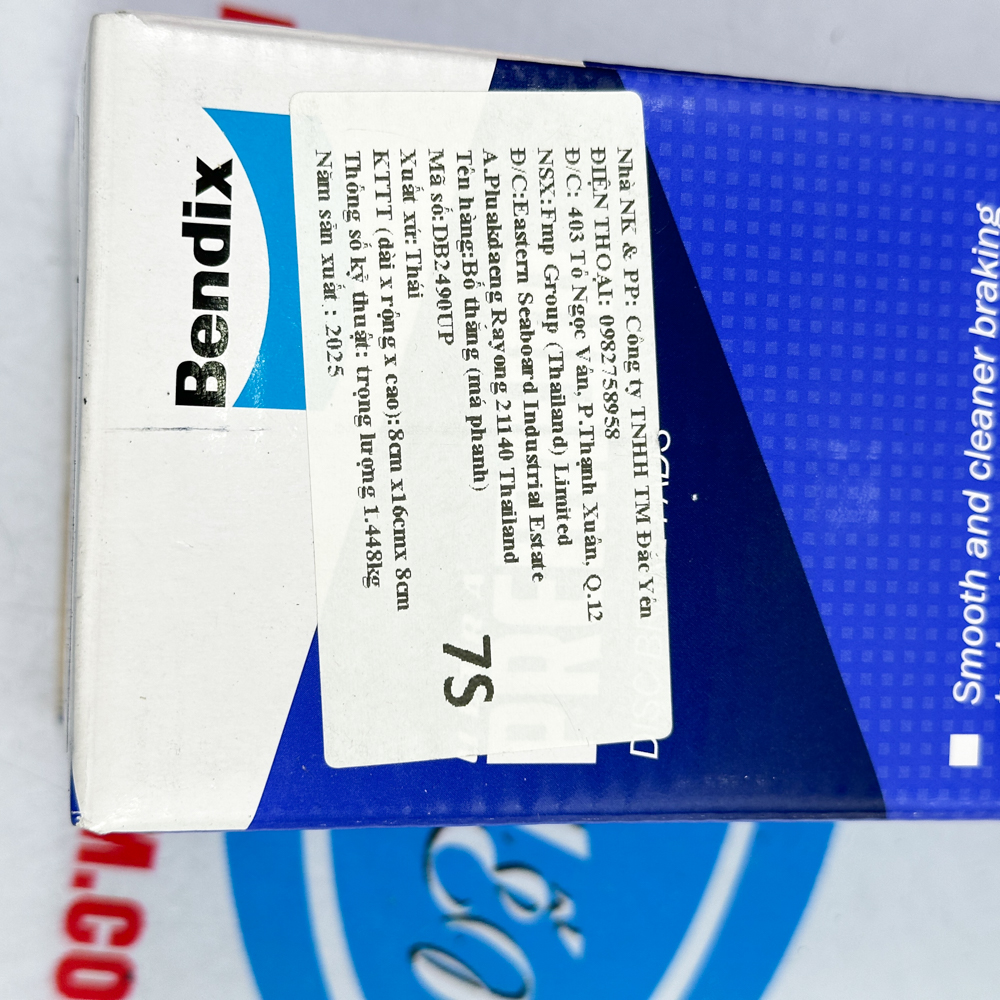 Bendix
Nhà NK & PP: Công ty TNHH TM Đắc Yên
ĐIỆN THOẠI: 0982758958
Đ/C: 403 Tô Ngọc Vân, P.Thạnh Xuân, Q.12
NSX:Fmp Group (Thailand) Limited
Đ/C:Eastern Seaboard Industrial Estate
A.Pluakdaeng Rayong 21140 Thailand
Tên hàng:Bố thắng (má phanh)
Mã số:DB2490UP
Xuất xứ: Thái
KTTT (dài x rộng x cao): 8cm x16cmx 8cm
Thông số kỹ thuật: trọng lượng 1.448kg
Năm sản xuất : 2025
7S
Smooth and cleaner braking
M.CO